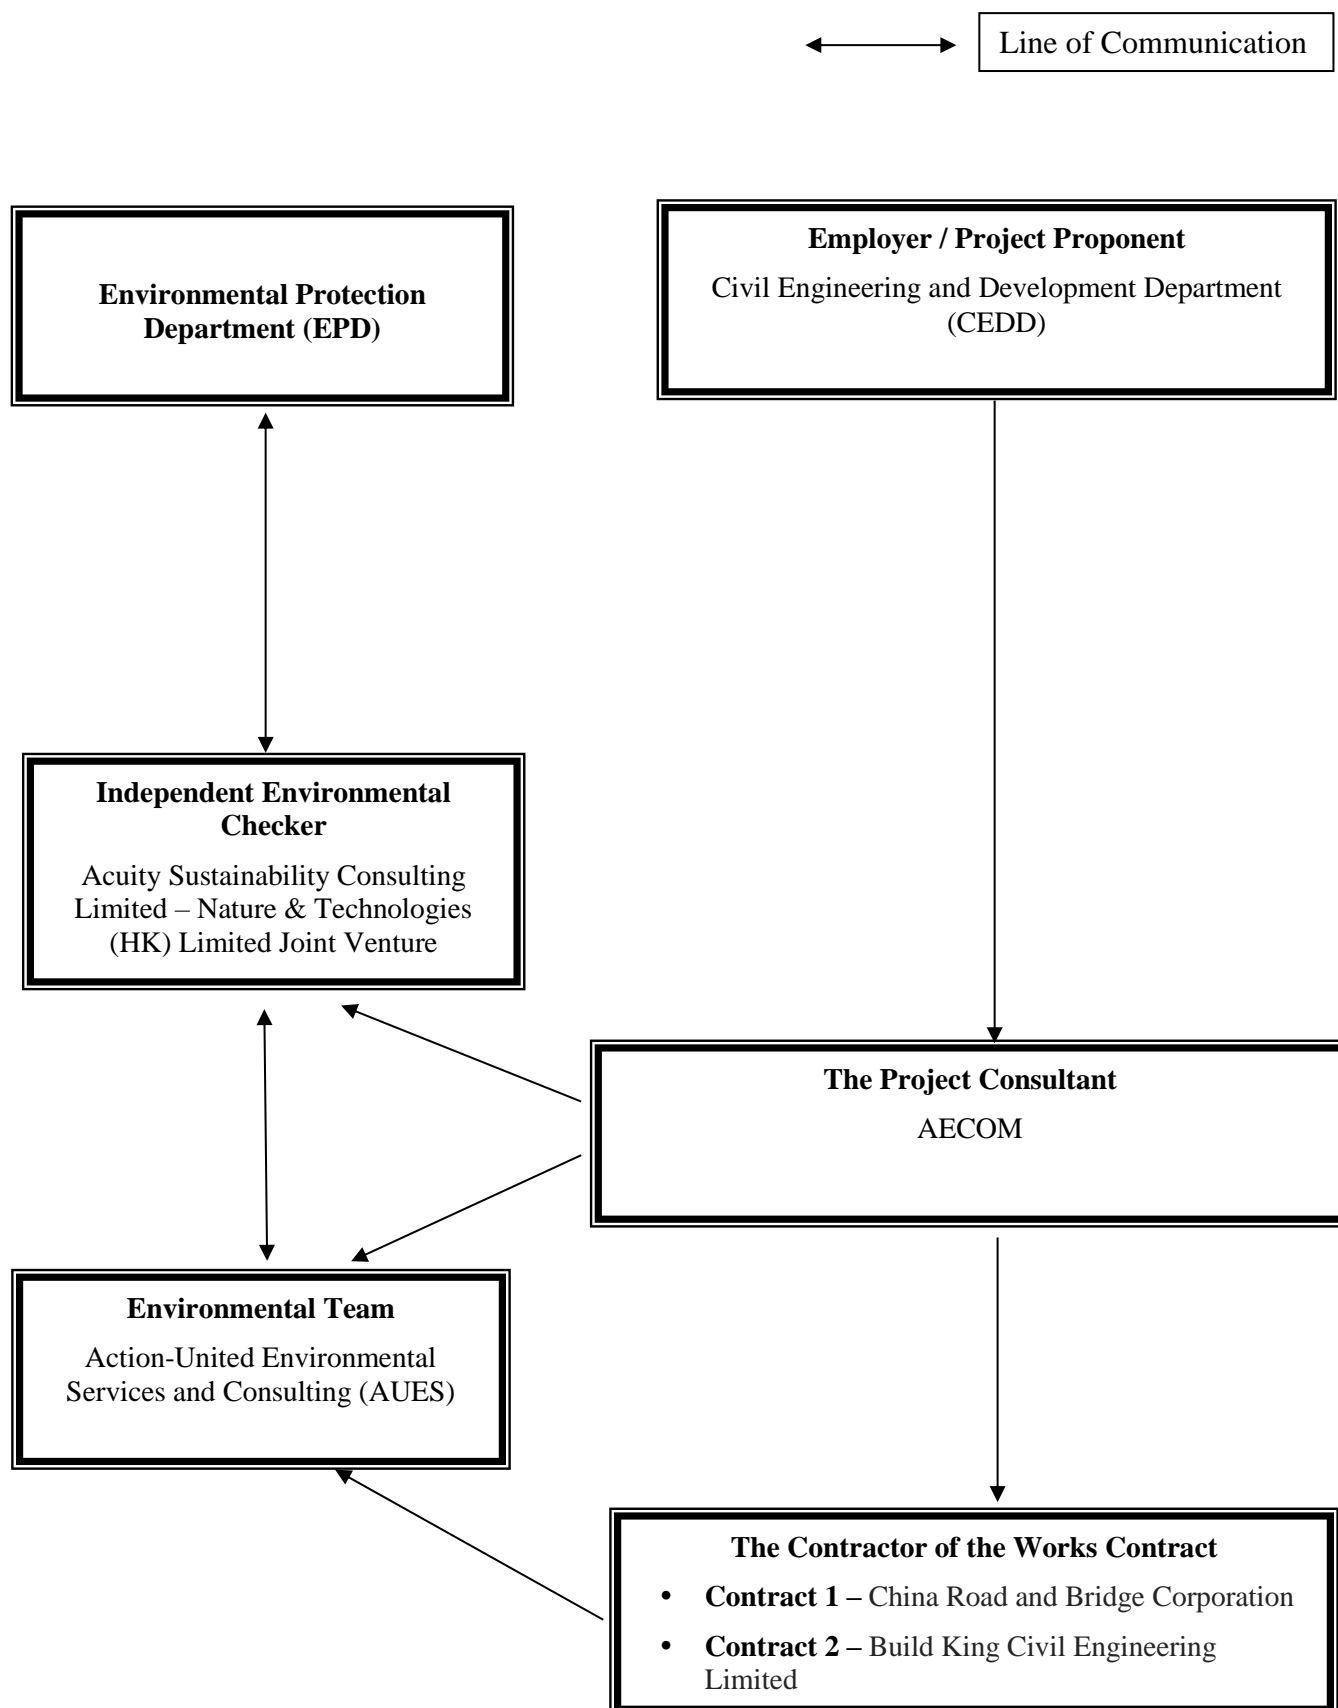 Line of Communication
Environmental Protection
Department (EPD)
Employer / Project Proponent
Civil Engineering and Development Department
(CEDD)
Independent Environmental
Checker
Acuity Sustainability Consulting
Limited – Nature & Technologies
(HK) Limited Joint Venture
The Project Consultant
AECOM
Environmental Team
Action-United Environmental
Services and Consulting (AUES)
The Contractor of the Works Contract
• Contract 1 – China Road and Bridge Corporation
• Contract 2 – Build King Civil Engineering
Limited